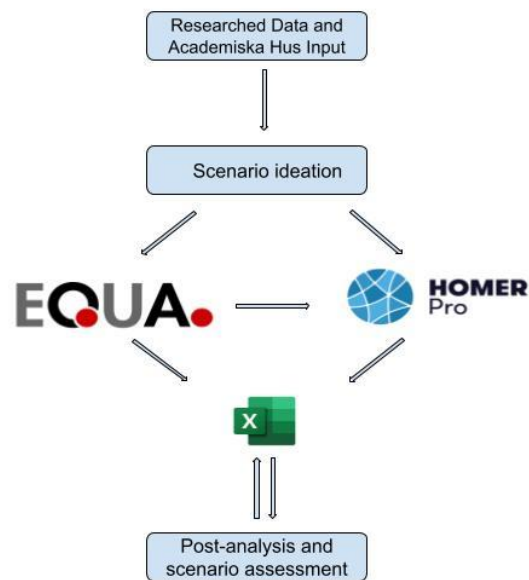 Researched Data and
Academiska Hus Input
Scenario ideation
EQUA.
HOMER
Pro
X
Post-analysis and
scenario assessment